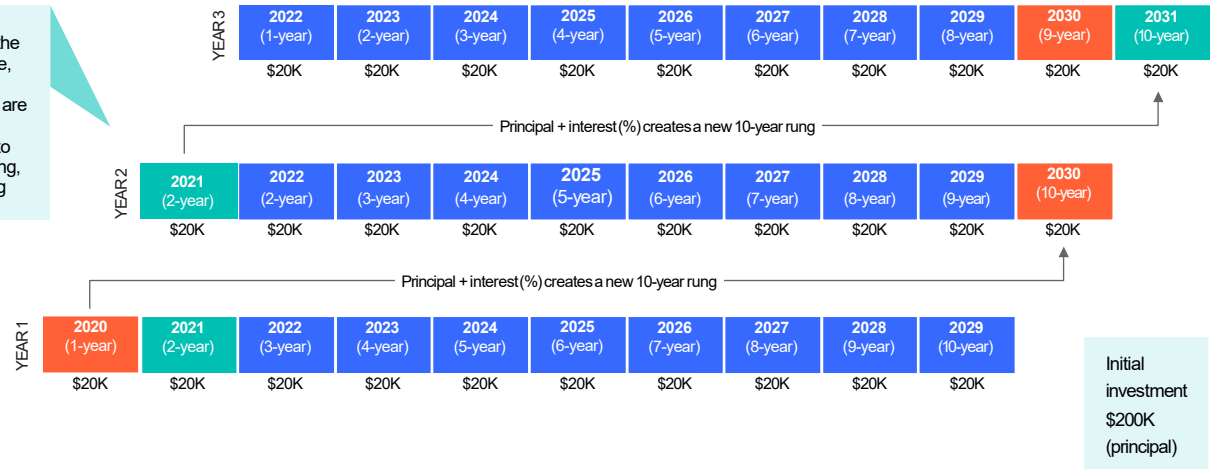 the
e,
are
to
ng,
g
YEAR 3
2022 2023 2024 2025 2026 2027 2028 2029 2030 2031
(1-year) (2-year) (3-year) (4-year) (5-year) (6-year) (7-year) (8-year) (9-year) (10-year)
$20K $20K $20K $20K $20K $20K $20K $20K $20K $20K
Principal + interest (%) creates a new 10-year rung
YEAR 2
2021 2022 2023 2024 2025 2026 2027 2028 2029 2030
(2-year) (2-year) (3-year) (4-year) (5-year) (6-year) (7-year) (8-year) (9-year) (10-year)
$20K $20K $20K $20K $20K $20K $20K $20K $20K $20K
Principal + interest (%) creates a new 10-year rung
YEAR 1
2020 2021 2022 2023 2024 2025 2026 2027 2028 2029
(1-year) (2-year) (3-year) (4-year) (5-year) (6-year) (7-year) (8-year) (9-year) (10-year)
$20K $20K $20K $20K $20K $20K $20K $20K $20K $20K
Initial
investment
$200K
(principal)